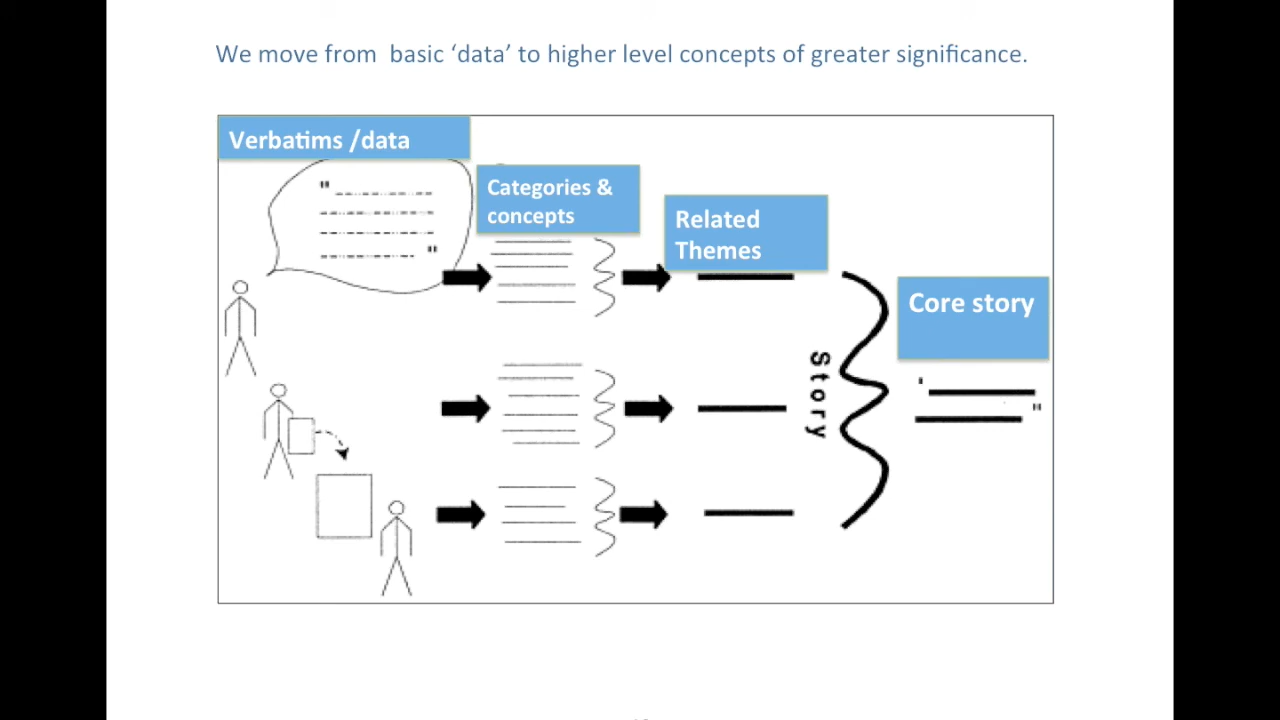 We move from  basic ‘data’ to higher level concepts of greater significance.
Verbatims /data
Categories &
concepts
Related
Themes
Core story
Story